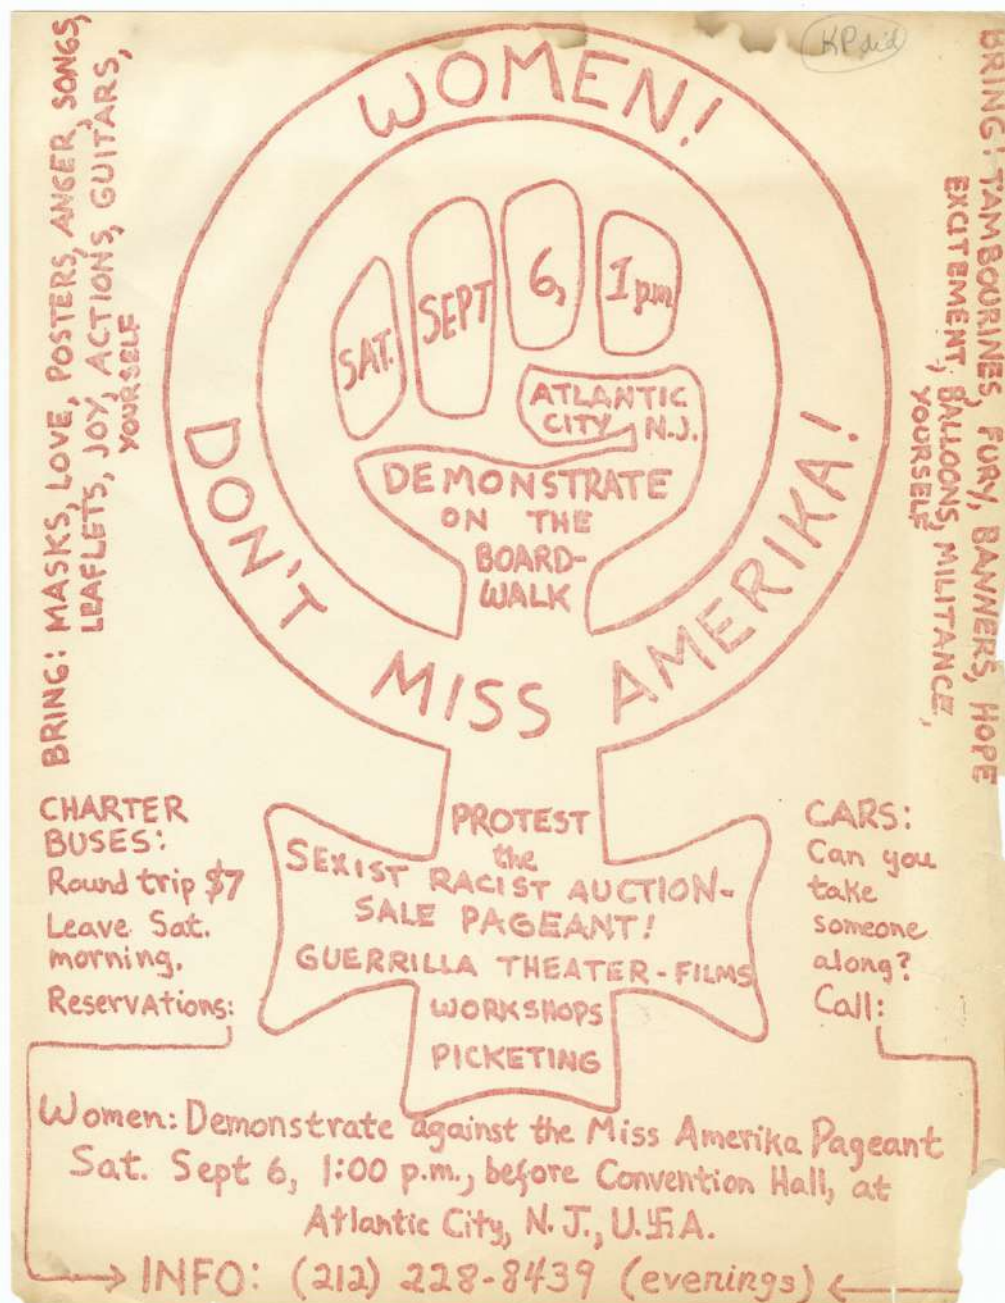 KP did
BRING: MASKS, LOVE, POSTERS, ANGER, SONGS,
LEAFLETS, JOY, ACTIONS, GUITARS,
YOURSELF
WOMEN!
DON'T MISS AMERIKA!
SAT.
SEPT
6,
1 pm
ATLANTIC
CITY N.J.
DEMONSTRATE
ON THE
BOARD-
WALK
BRING: TAMBOURINES, FURY, BANNERS, HOPE
EXCITEMENT, BALLOONS, MILITANCE,
YOURSELF
CHARTER
BUSES:
Round trip $7
Leave Sat.
morning.
Reservations:
PROTEST
the
SEXIST RACIST AUCTION-
SALE PAGEANT!
GUERRILLA THEATER - FILMS
WORKSHOPS
PICKETING
CARS:
Can you
take
someone
along?
Call:
Women: Demonstrate against the Miss Amerika Pageant
Sat. Sept 6, 1:00 p.m., before Convention Hall, at
Atlantic City, N.J., U.卐A.
INFO: (212) 228-8439 (evenings)